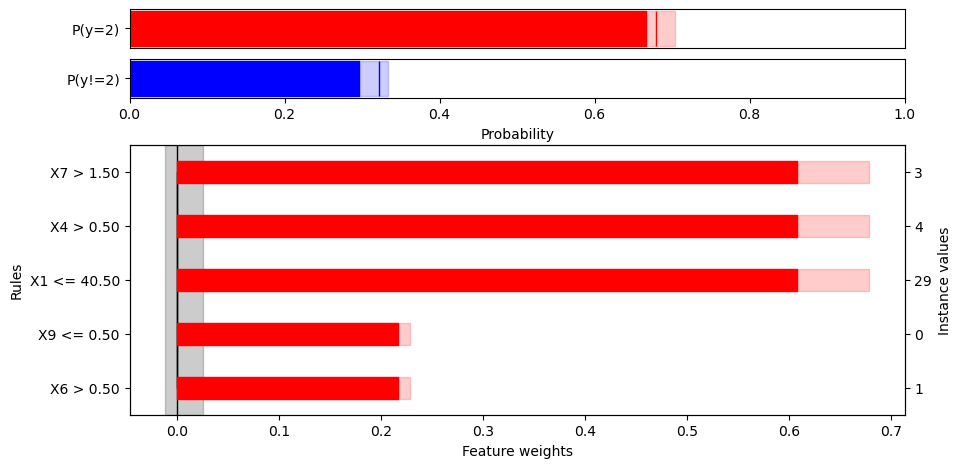 P(y=2)
P(y!=2)
0.0 0.2 0.4 0.6 0.8 1.0
Probability
X7 > 1.50 3
X4 > 0.50 4
X1 <= 40.50 29
X9 <= 0.50 0
X6 > 0.50 1
Rules
Instance values
0.0 0.1 0.2 0.3 0.4 0.5 0.6 0.7
Feature weights